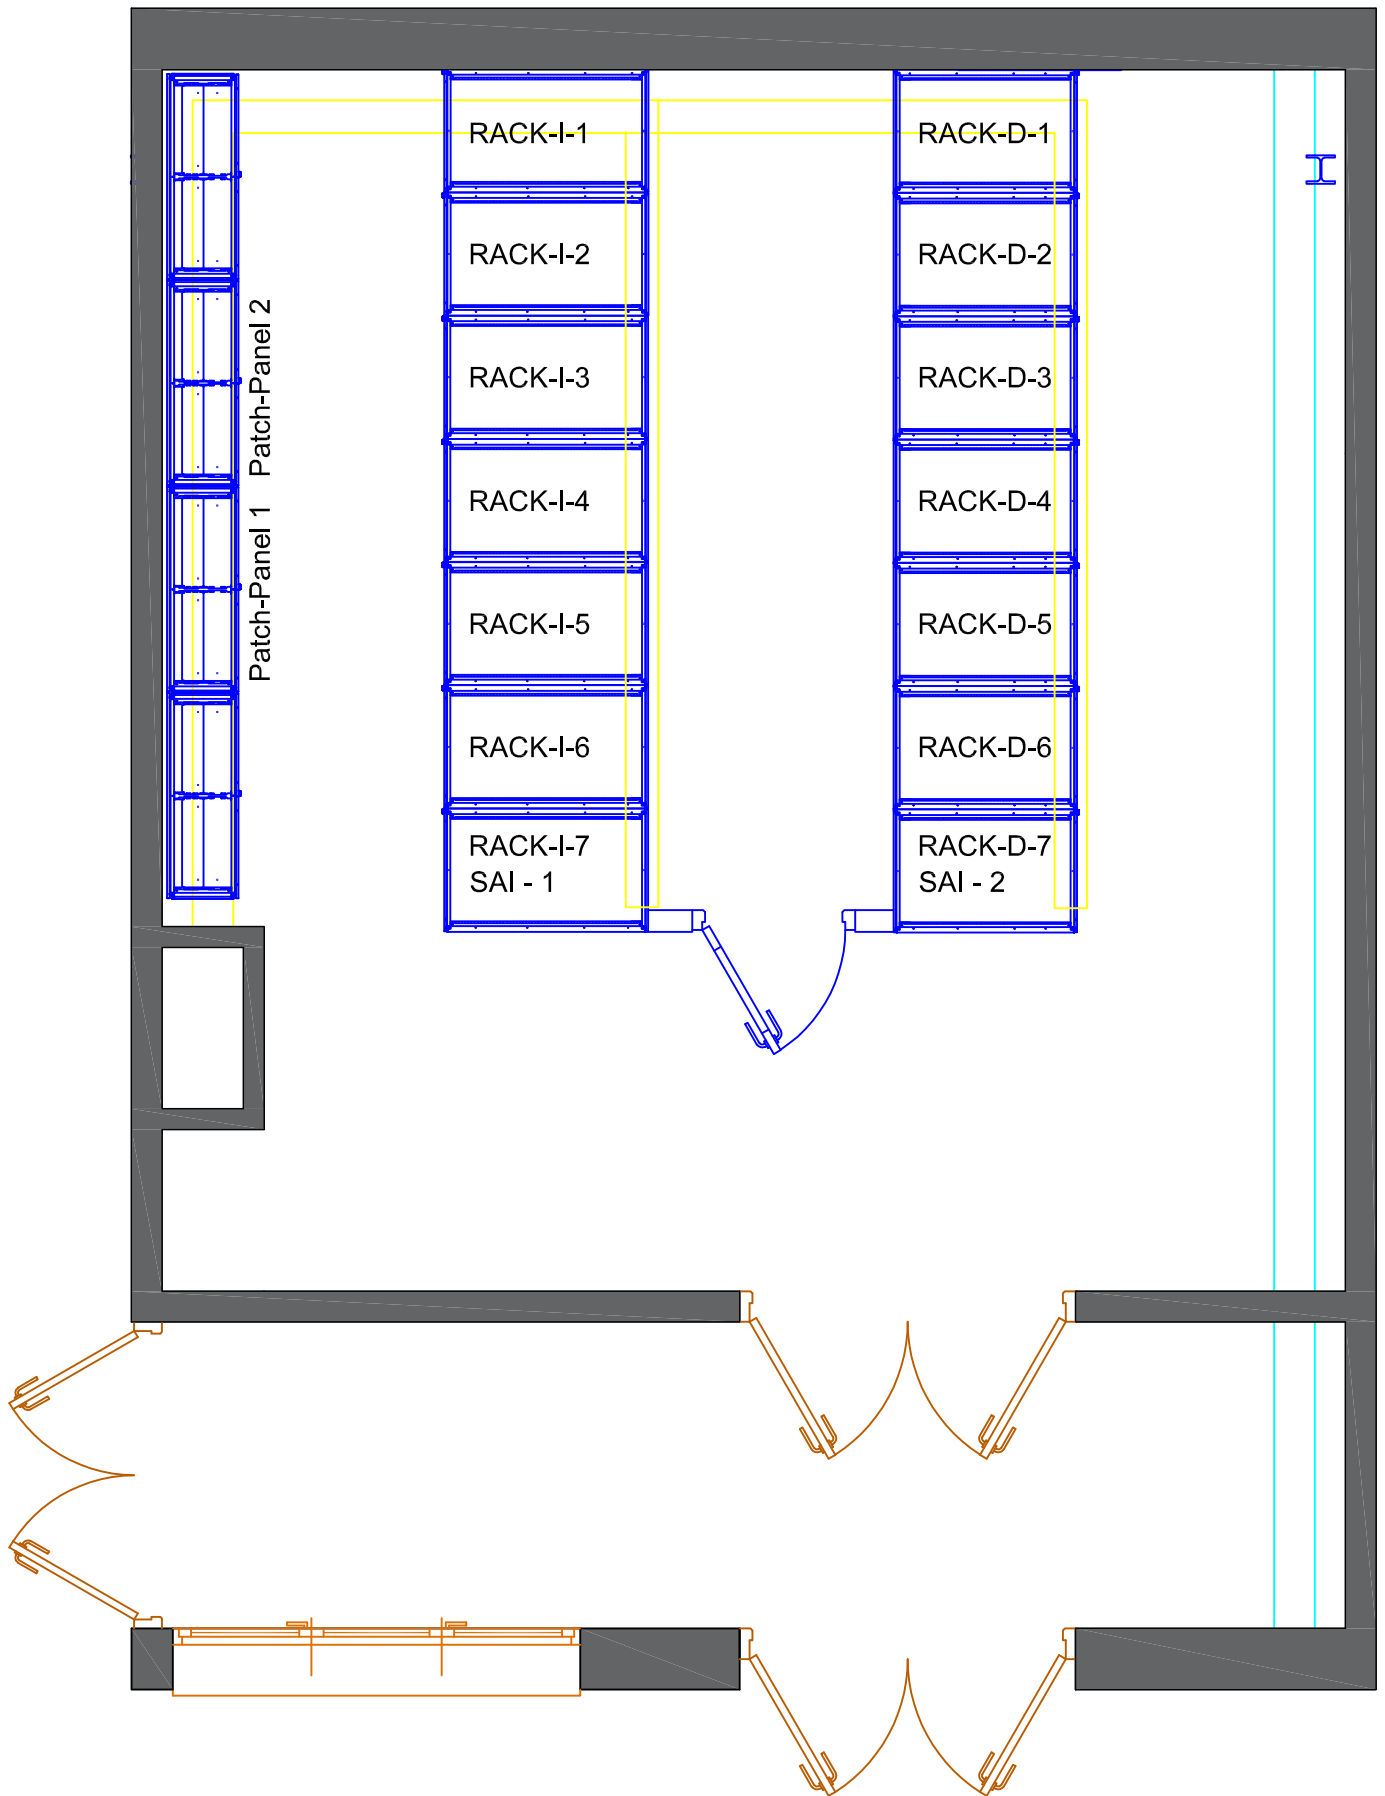 RACK-I-1
RACK-I-2
RACK-I-3
RACK-I-4
RACK-I-5
RACK-I-6
RACK-I-7
SAI - 1
RACK-D-1
RACK-D-2
RACK-D-3
RACK-D-4
RACK-D-5
RACK-D-6
RACK-D-7
SAI - 2
Patch-Panel 1 Patch-Panel 2